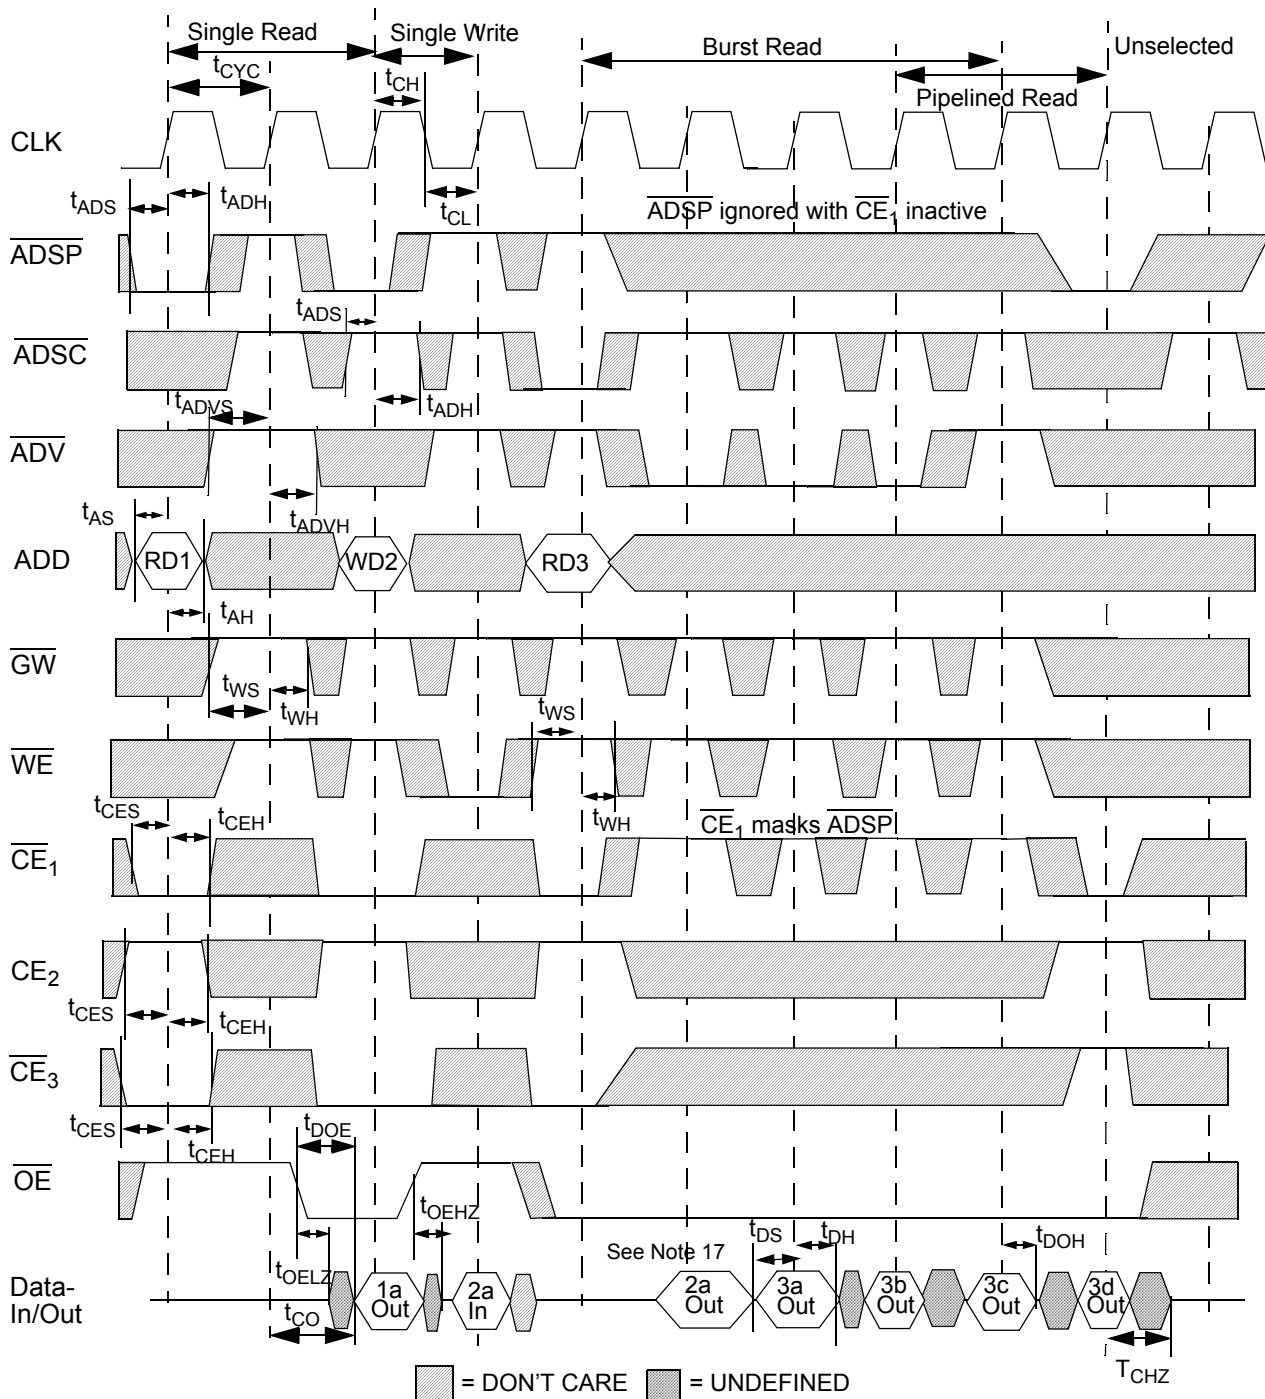 Single Read
Single Write
Burst Read
Unselected
tCYC
tCH
Pipelined Read
CLK
tADS
tADH
tCL
ADSP ignored with CE1 inactive
ADSP
tADS
ADSC
tADVS
tADH
ADV
tAS
tADVH
ADD
RD1
WD2
RD3
tAH
GW
tWS
tWH
tWS
WE
tCES
tCEH
tWH
CE1 masks ADSP
CE1
CE2
tCES
tCEH
CE3
tCES
tCEH
tDOE
OE
tOEHZ
See Note 17
tDS
tDH
tDOH
tOELZ
Data-
In/Out
1a
Out
2a
In
2a
Out
3a
Out
3b
Out
3c
Out
3d
Out
tCO
TCHZ
= DON'T CARE
= UNDEFINED